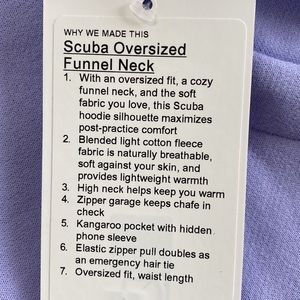 WHY WE MADE THIS
Scuba Oversized
Funnel Neck
1. With an oversized fit, a cozy
funnel neck, and the soft
fabric you love, this Scuba
hoodie silhouette maximizes
post-practice comfort
2. Blended light cotton fleece
fabric is naturally breathable,
soft against your skin, and
provides lightweight warmth
3. High neck helps keep you warm
4. Zipper garage keeps chafe in
check
5. Kangaroo pocket with hidden
phone sleeve
6. Elastic zipper pull doubles as
an emergency hair tie
7. Oversized fit, waist length